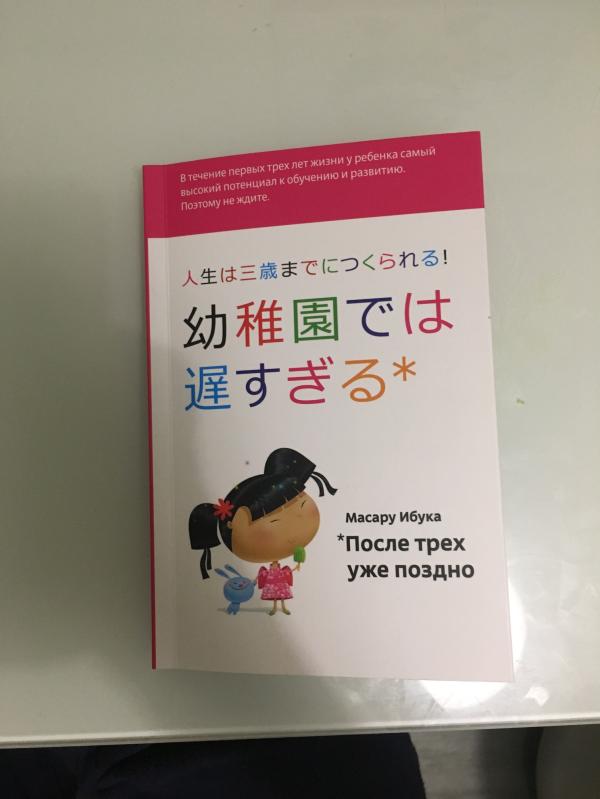 В течение первых трех лет жизни у ребенка самый
высокий потенциал к обучению и развитию.
Поэтому не ждите.
人生は三歳までにつくられる!
幼稚園では
遅すぎる*
Масару Ибука
*После трех
уже поздно